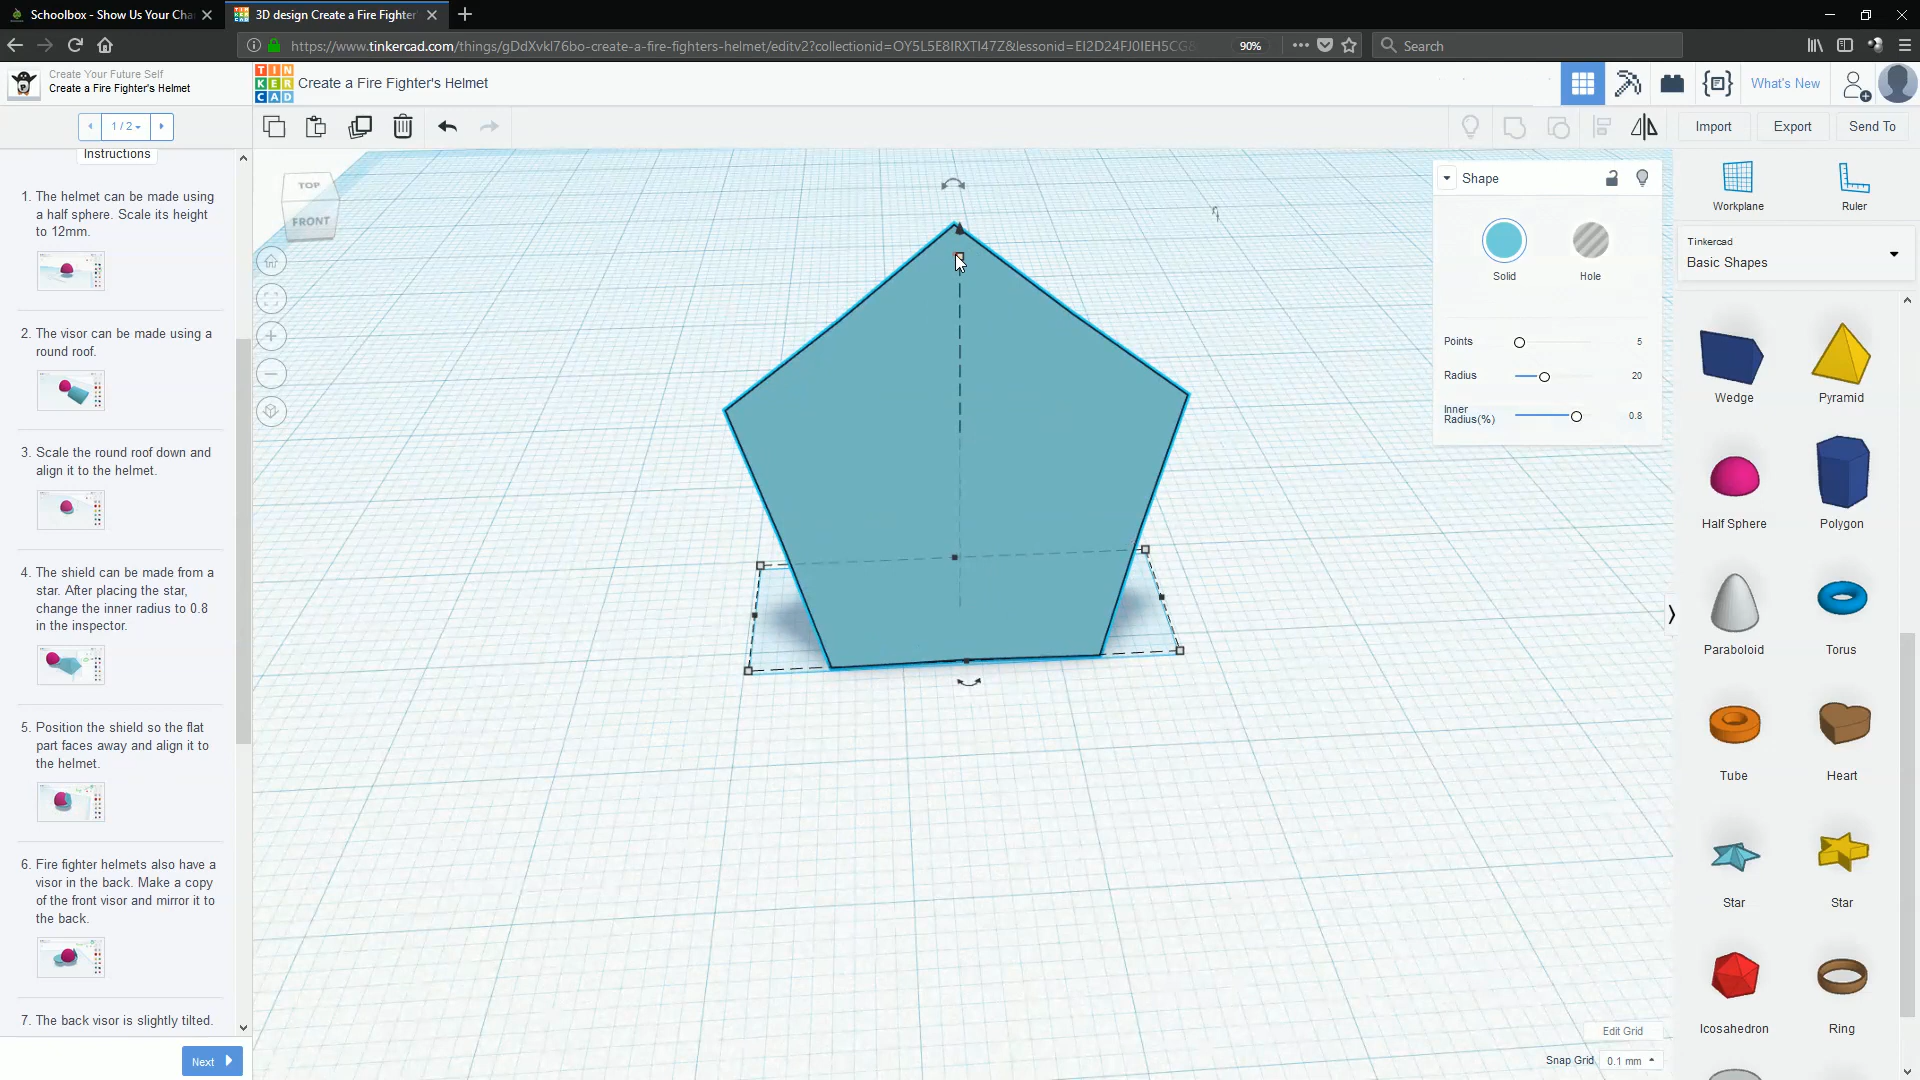 Schoolbox - Show Us Your Cha
3D design Create a Fire Fighter
https://www.tinkercad.com/things/gDdXvkl76bo-create-a-fire-fighters-helmet/editv2?collectionid=OY5L5E8IRXTI47Z&lessonid=EI2D24FJ0IEH5CG8
90%
Search
Create Your Future Self
Create a Fire Fighter's Helmet
TIN
KER
CAD
Create a Fire Fighter's Helmet
What's New
1 / 2
Import
Export
Send To
Instructions
1. The helmet can be made using
a half sphere. Scale its height
to 12mm.
2. The visor can be made using a
round roof.
3. Scale the round roof down and
align it to the helmet.
4. The shield can be made from a
star. After placing the star,
change the inner radius to 0.8
in the inspector.
5. Position the shield so the flat
part faces away and align it to
the helmet.
6. Fire fighter helmets also have a
visor in the back. Make a copy
of the front visor and mirror it to
the back.
7. The back visor is slightly tilted.
Next
TOP
FRONT
Shape
Solid
Hole
Points
5
Radius
20
Inner
Radius(%)
0.8
Workplane
Ruler
Tinkercad
Basic Shapes
Wedge
Pyramid
Half Sphere
Polygon
Paraboloid
Torus
Tube
Heart
Star
Star
Icosahedron
Ring
Edit Grid
Snap Grid
0.1 mm